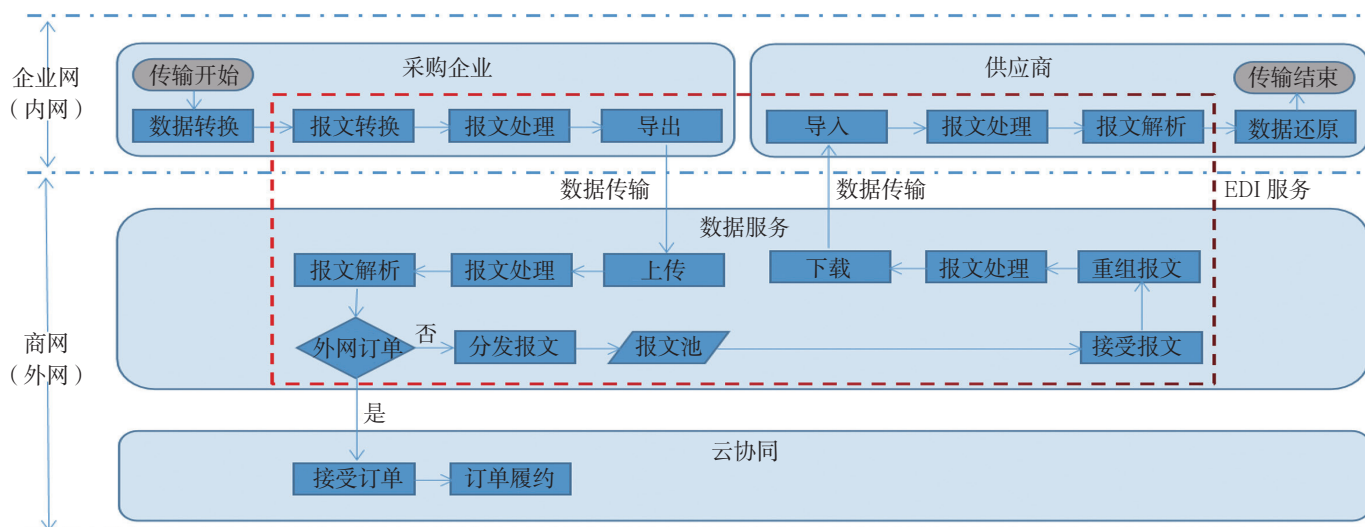 企业网
（内网）
采购企业
传输开始
数据转换
报文转换
报文处理
导出
供应商
传输结束
导入
报文处理
报文解析
数据还原
数据传输
数据传输
EDI 服务
商网
（外网）
数据服务
报文解析
报文处理
上传
下载
报文处理
重组报文
外网订单
否
分发报文
报文池
接受报文
是
云协同
接受订单
订单履约